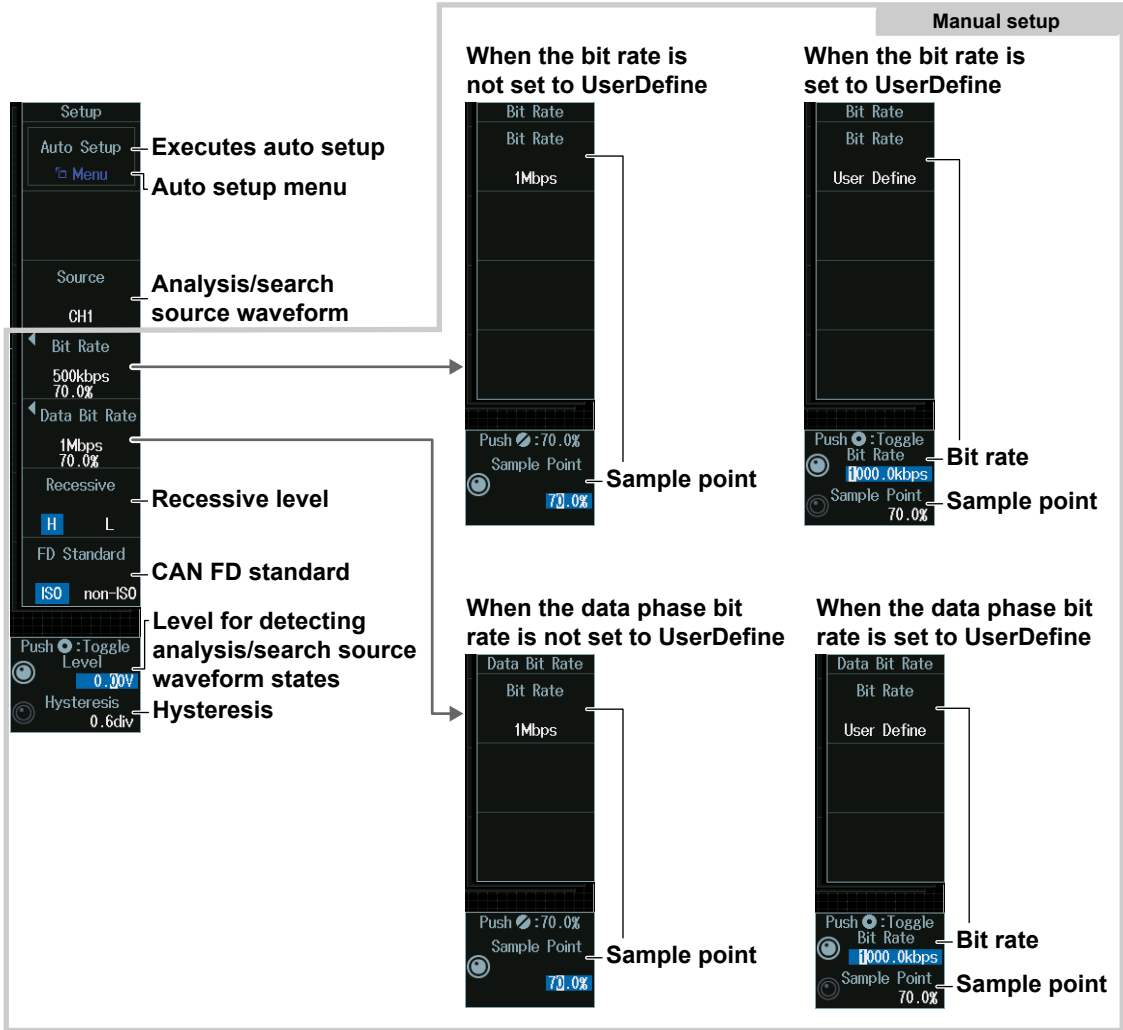 Manual setup
When the bit rate is
not set to UserDefine
When the bit rate is
set to UserDefine
Setup
Auto Setup
Menu
Executes auto setup
Auto setup menu
Source
CH1
Analysis/search
source waveform
Bit Rate
500kbps
70.0%
Data Bit Rate
1Mbps
70.0%
Recessive
H L
Recessive level
FD Standard
ISO non-ISO
CAN FD standard
Push :Toggle
Level
0.00V
Level for detecting
analysis/search source
waveform states
Hysteresis
0.6div
Hysteresis
Bit Rate
Bit Rate
1Mbps
Push :70.0%
Sample Point
70.0%
Sample point
Bit Rate
Bit Rate
User Define
Push :Toggle
Bit Rate
1000.0kbps
Bit rate
Sample Point
70.0%
Sample point
When the data phase bit
rate is not set to UserDefine
Data Bit Rate
Bit Rate
1Mbps
Push :70.0%
Sample Point
70.0%
Sample point
When the data phase bit
rate is set to UserDefine
Data Bit Rate
Bit Rate
User Define
Push :Toggle
Bit Rate
1000.0kbps
Bit rate
Sample Point
70.0%
Sample point